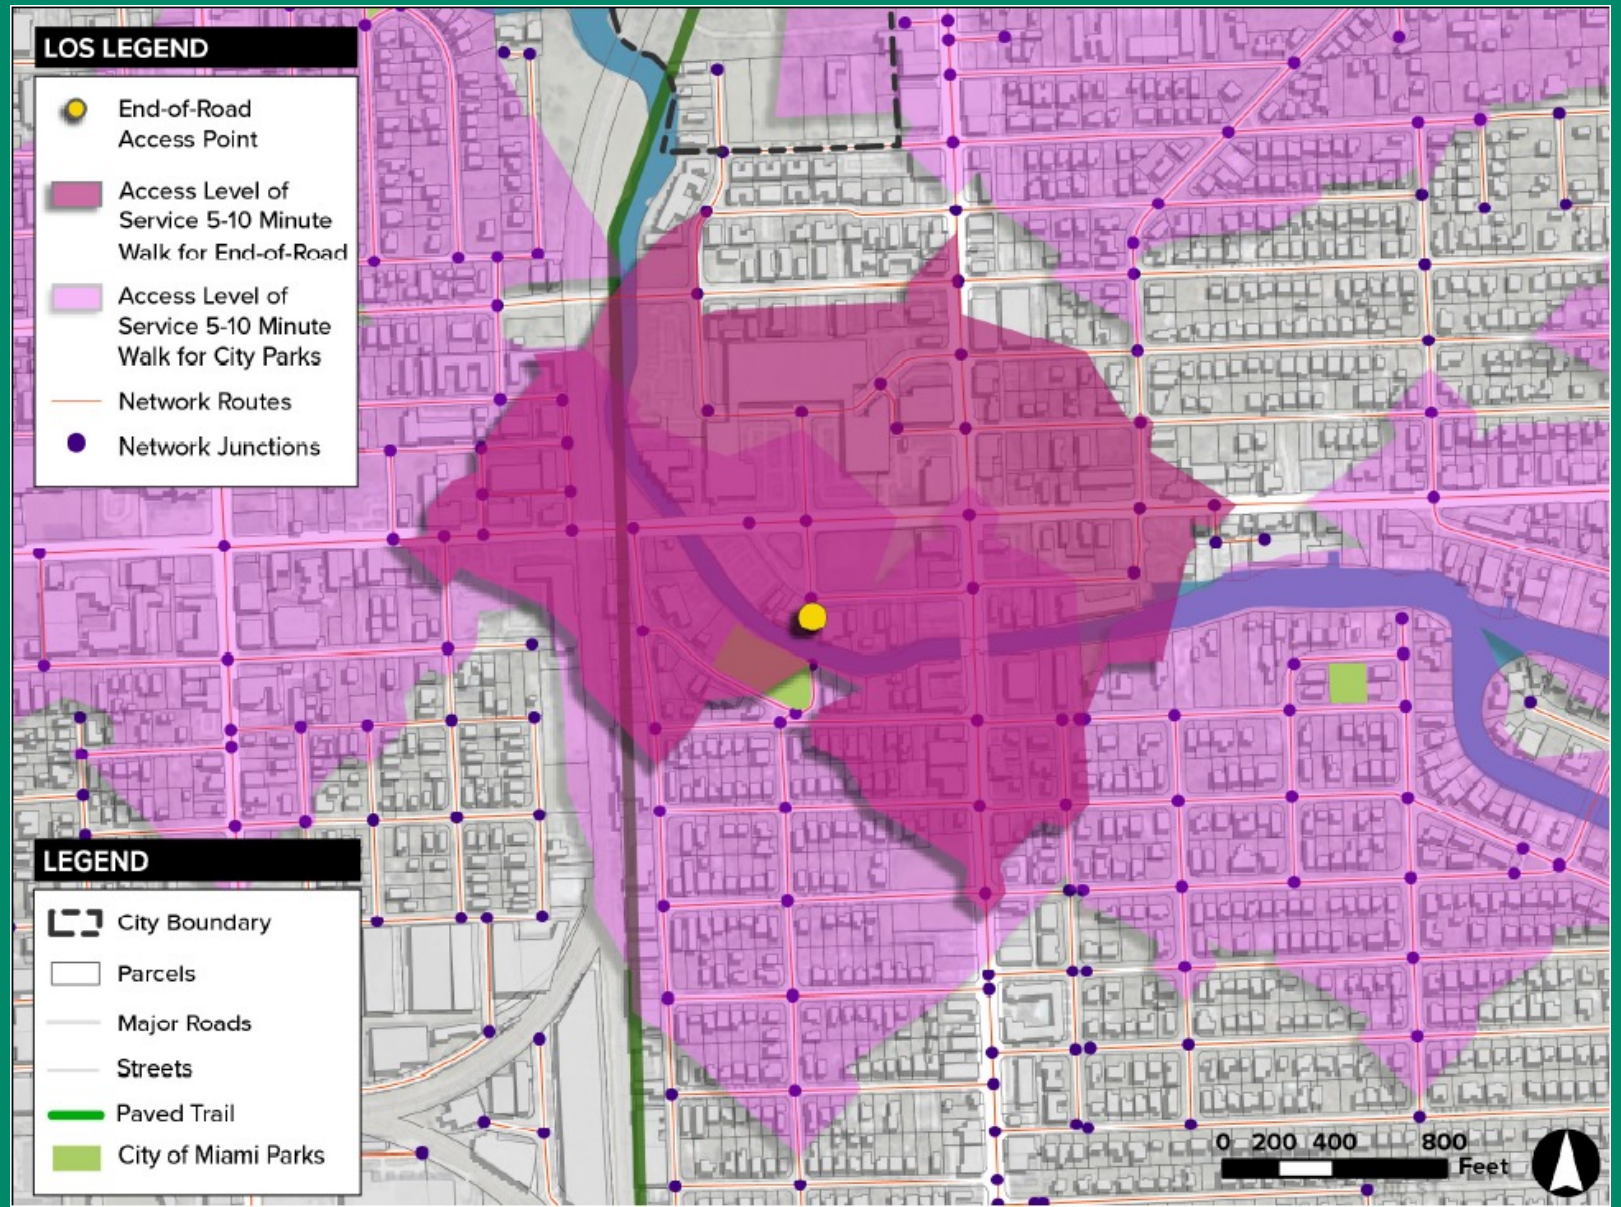 LOS LEGEND
End-of-Road
Access Point
Access Level of
Service 5-10 Minute
Walk for End-of-Road
Access Level of
Service 5-10 Minute
Walk for City Parks
Network Routes
Network Junctions
LEGEND
City Boundary
Parcels
Major Roads
Streets
Paved Trail
City of Miami Parks
0 200 400 800
Feet